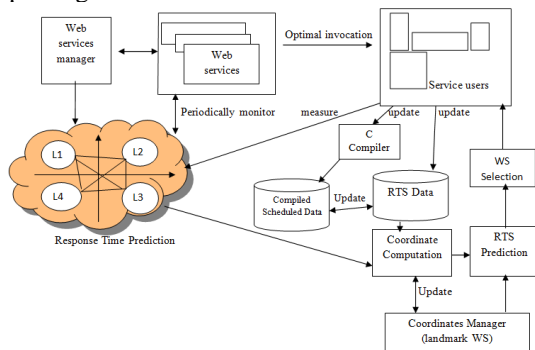 Web
services
manager
Web
services
Optimal invocation
Service users
Periodically monitor
measure
update
update
C
Compiler
L1
L2
L4
L3
WS
Selection
Compiled
Scheduled Data
Update
RTS Data
Response Time Prediction
Coordinate
Computation
RTS
Prediction
Update
Coordinates Manager
(landmark WS)